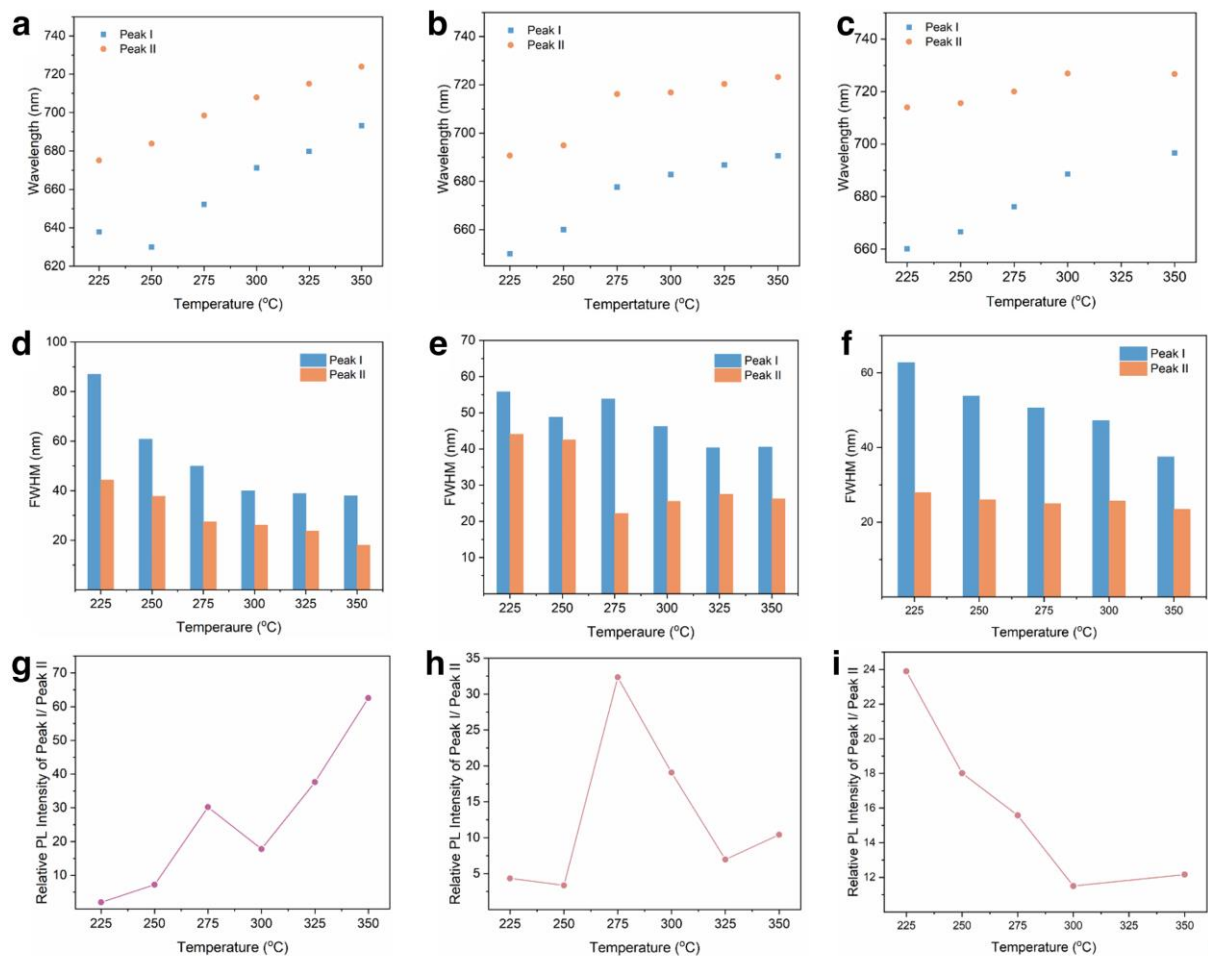 a
Peak I
Peak II
740
720
700
680
660
640
620
Wavelength (nm)
225 250 275 300 325 350
Temperature (°C)
b
Peak I
Peak II
740
720
700
680
660
Wavelength (nm)
225 250 275 300 325 350
Tempertature (°C)
c
Peak I
Peak II
740
720
700
680
660
Wavelength (nm)
225 250 275 300 325 350
Temperature (°C)
d
Peak I
Peak II
100
80
60
40
20
FWHM (nm)
225 250 275 300 325 350
Temperaure (°C)
e
Peak I
Peak II
70
60
50
40
30
20
10
FWHM (nm)
225 250 275 300 325 350
Temperaure (°C)
f
Peak I
Peak II
60
40
20
FWHM (nm)
225 250 275 300 350
Temperaure (°C)
g
70
60
50
40
30
20
10
Relative PL Intensity of Peak I/ Peak II
225 250 275 300 325 350
Temperature (°C)
h
35
30
25
20
15
10
5
Relative PL Intensity of Peak I/ Peak II
225 250 275 300 325 350
Temperature (°C)
i
24
22
20
18
16
14
12
Relative PL Intensity of Peak I/ Peak II
225 250 275 300 325 350
Temperature (°C)